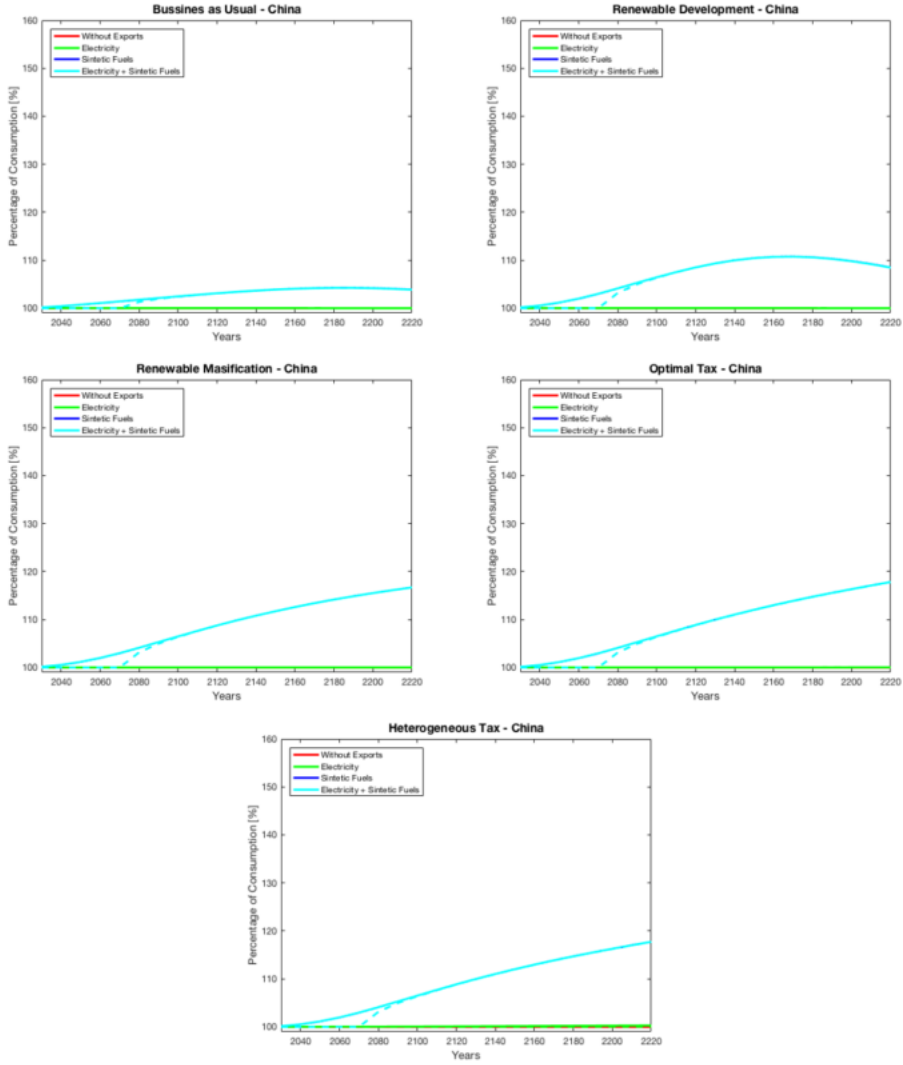 Bussines as Usual - China
Without Exports
Electricity
Sintetic Fuels
Electricity + Sintetic Fuels
Percentage of Consumption [%]
160
150
140
130
120
110
100
2040 2060 2080 2100 2120 2140 2160 2180 2200 2220
Years
Renewable Development - China
Without Exports
Electricity
Sintetic Fuels
Electricity + Sintetic Fuels
Percentage of Consumption [%]
160
150
140
130
120
110
100
2040 2060 2080 2100 2120 2140 2160 2180 2200 2220
Years
Renewable Masification - China
Without Exports
Electricity
Sintetic Fuels
Electricity + Sintetic Fuels
Percentage of Consumption [%]
160
150
140
130
120
110
100
2040 2060 2080 2100 2120 2140 2160 2180 2200 2220
Years
Optimal Tax - China
Without Exports
Electricity
Sintetic Fuels
Electricity + Sintetic Fuels
Percentage of Consumption [%]
160
150
140
130
120
110
100
2040 2060 2080 2100 2120 2140 2160 2180 2200 2220
Years
Heterogeneous Tax - China
Without Exports
Electricity
Sintetic Fuels
Electricity + Sintetic Fuels
Percentage of Consumption [%]
160
150
140
130
120
110
100
2040 2060 2080 2100 2120 2140 2160 2180 2200 2220
Years